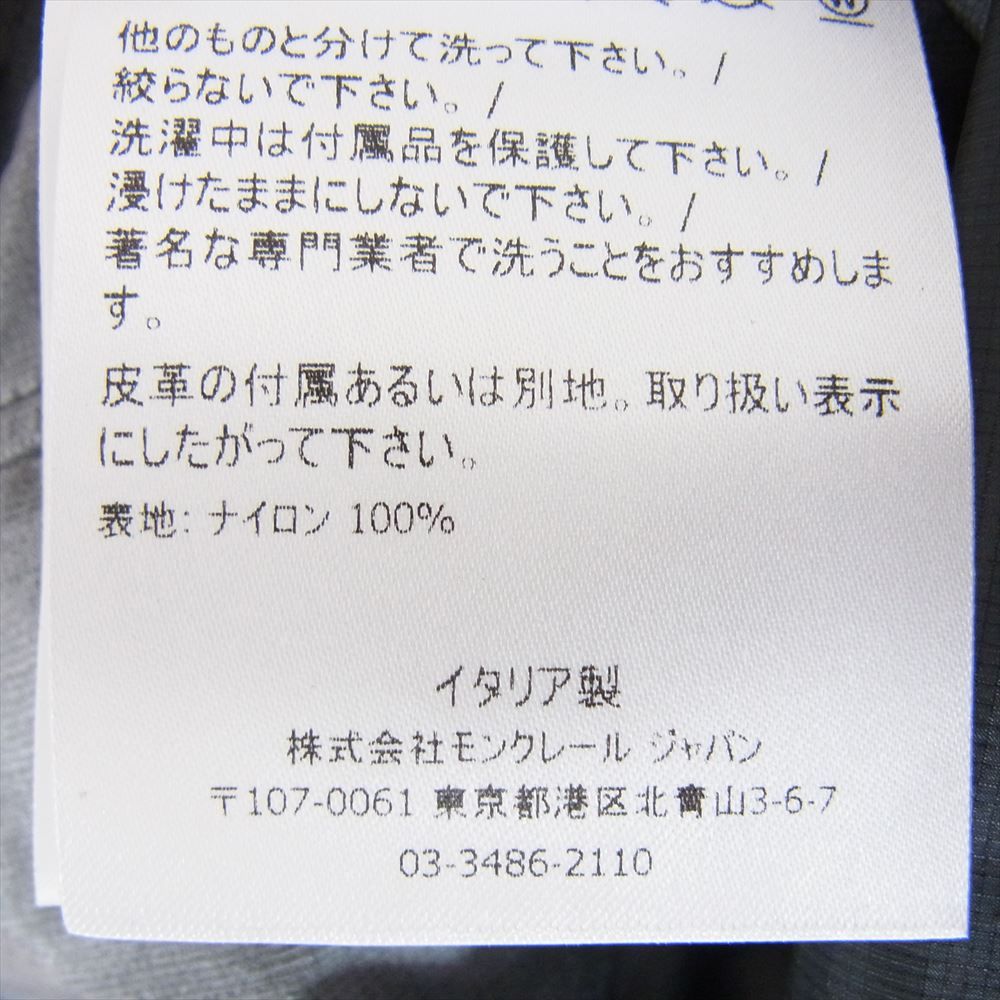 他のものと分けて洗って下さい。/
絞らないで下さい。/
洗濯中は付属品を保護して下さい。/
浸けたままにしないで下さい。/
著名な専門業者で洗うことをおすすめしま
す。
皮革の付属あるいは別地。取り扱い表示
にしたがって下さい。
表地: ナイロン 100%
イタリア製
株式会社モンクレール ジャパン
〒107-0061 東京都港区北青山3-6-7
03-3486-2110